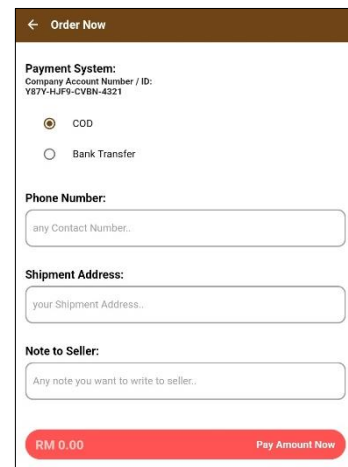 Order Now
Payment System:
Company Account Number / ID:
Y87Y-HJF9-CVBN-4321
COD
Bank Transfer
Phone Number:
any Contact Number..
Shipment Address:
your Shipment Address..
Note to Seller:
Any note you want to write to seller..
RM 0.00 Pay Amount Now